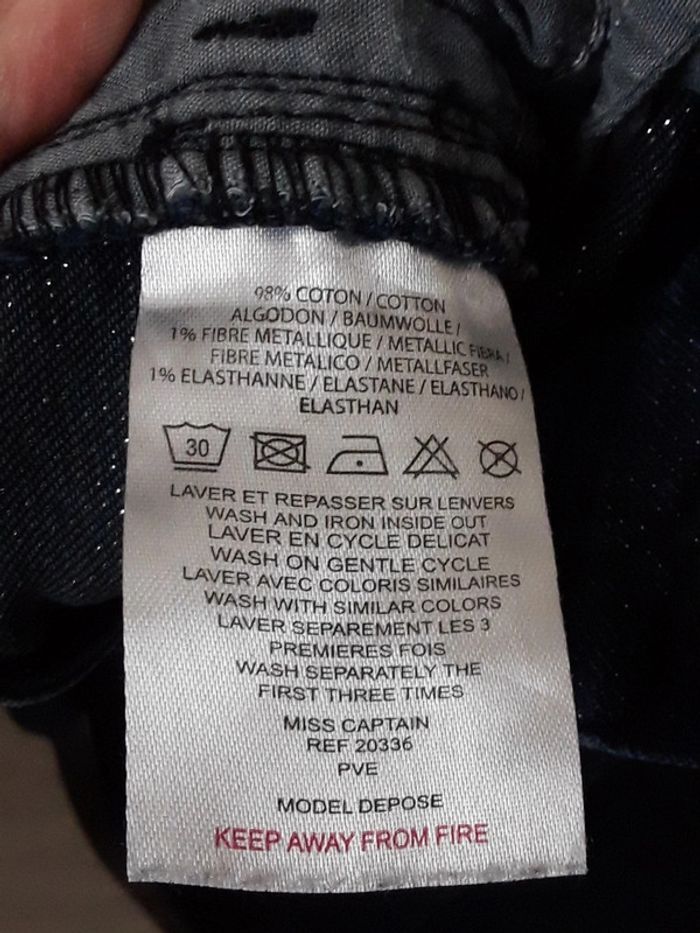 98% COTON / COTTON
ALGODON / BAUMWOLLE /
1% FIBRE METALLIQUE / METALLIC FIBRA /
FIBRE METALICO / METALLFASER
1% ELASTHANNE / ELASTANE / ELASTHANO /
ELASTHAN
30
LAVER ET REPASSER SUR LENVERS
WASH AND IRON INSIDE OUT
LAVER EN CYCLE DELICAT
WASH ON GENTLE CYCLE
LAVER AVEC COLORIS SIMILAIRES
WASH WITH SIMILAR COLORS
LAVER SEPAREMENT LES 3
PREMIERES FOIS
WASH SEPARATELY THE
FIRST THREE TIMES
MISS CAPTAIN
REF 20336
PVE
MODEL DEPOSE
KEEP AWAY FROM FIRE